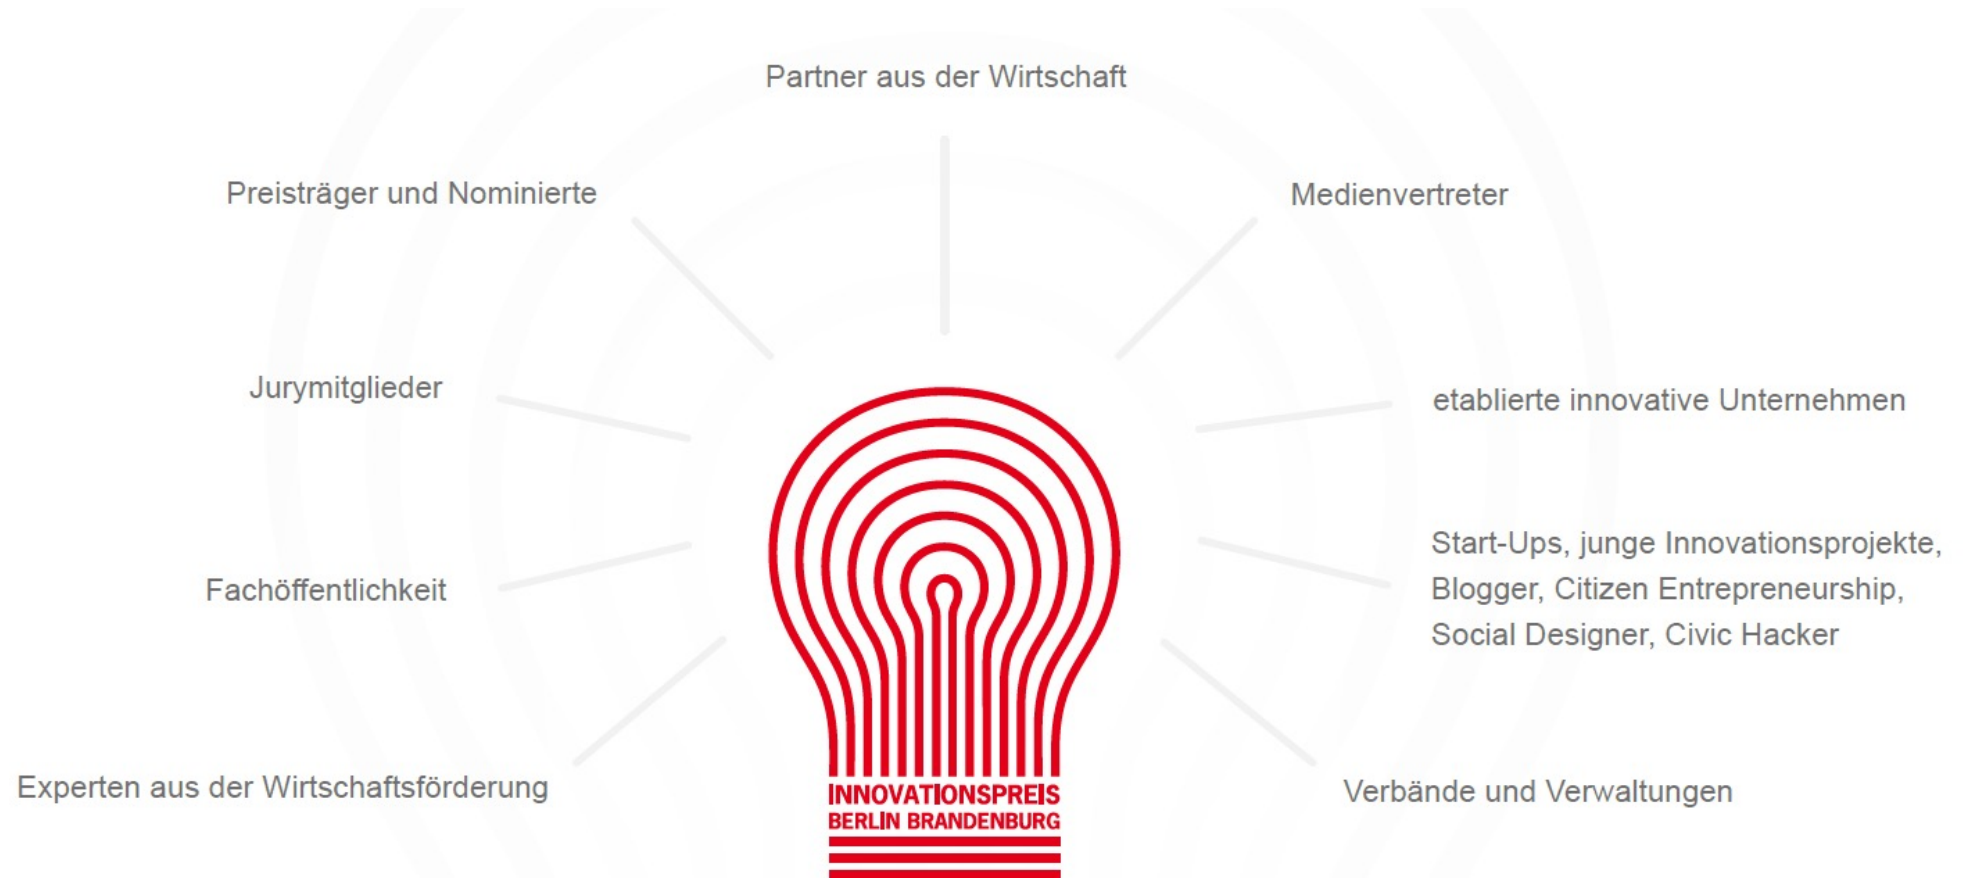 Partner aus der Wirtschaft
Preisträger und Nominierte
Medienvertreter
Jurymitglieder
etablierte innovative Unternehmen
Fachöffentlichkeit
Start-Ups, junge Innovationsprojekte,
Blogger, Citizen Entrepreneurship,
Social Designer, Civic Hacker
Experten aus der Wirtschaftsförderung
Verbände und Verwaltungen
INNOVATIONSPREIS
BERLIN BRANDENBURG